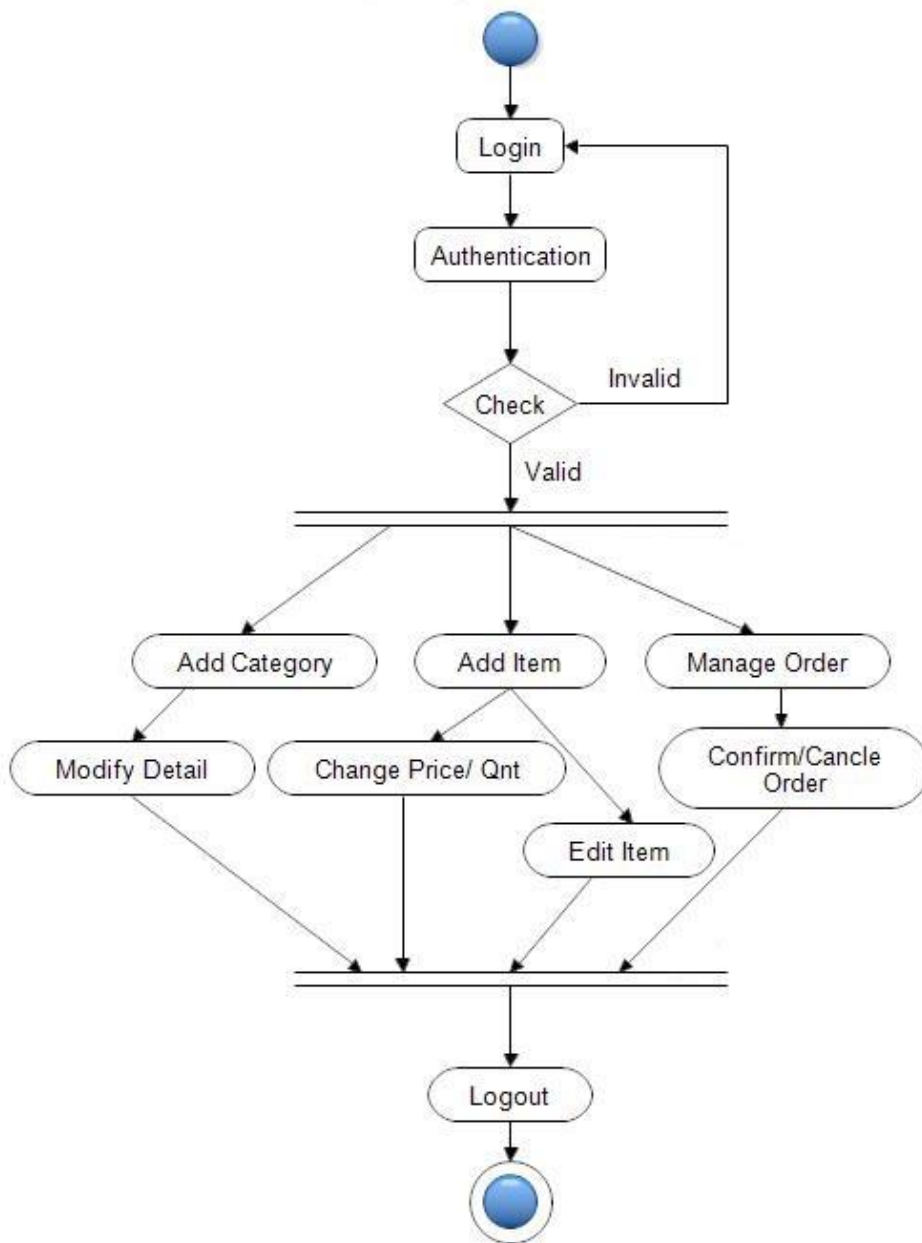 Login
Authentication
Check
Invalid
Valid
Add Category
Add Item
Manage Order
Modify Detail
Change Price/ Qnt
Confirm/Cancle
Order
Edit Item
Logout